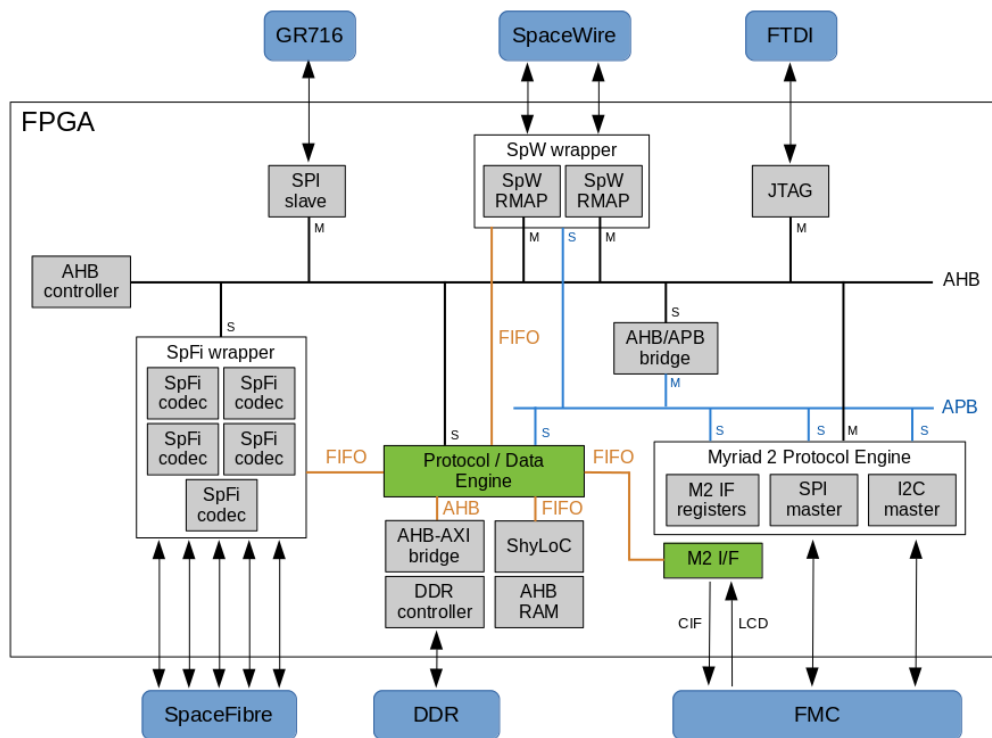 GR716
SpaceWire
FTDI
FPGA
SpW wrapper
SPI
slave
SpW
RMAP
SpW
RMAP
JTAG
M
M
S
M
M
AHB
controller
AHB
S
S
FIFO
SpFi wrapper
AHB/APB
bridge
SpFi
codec
SpFi
codec
M
APB
SpFi
codec
SpFi
codec
S
S
S
S
M
S
FIFO
Protocol / Data
Engine
FIFO
Myriad 2 Protocol Engine
SpFi
codec
M2 IF
registers
SPI
master
I2C
master
AHB
FIFO
AHB-AXI
bridge
ShyLoC
M2 I/F
DDR
controller
AHB
RAM
CIF
LCD
SpaceFibre
DDR
FMC